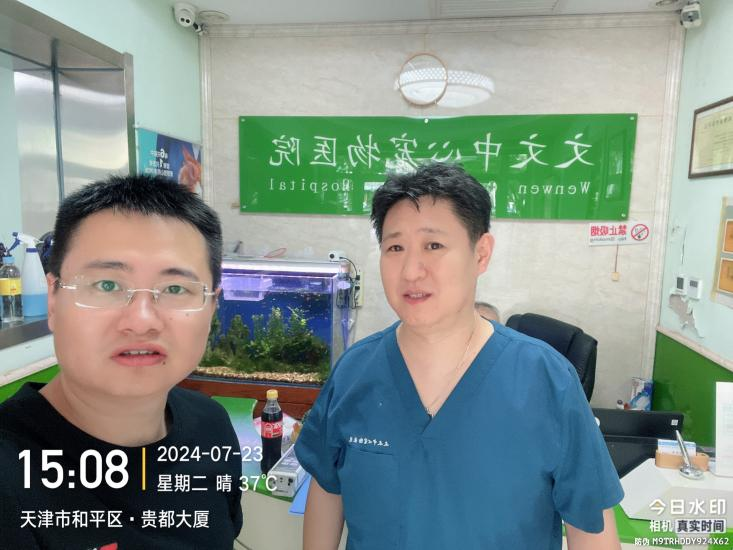 文文中心宠物医院
Wenwen Hospital
禁止吸烟
No Smoking
15:08
2024-07-23
星期二 晴 37℃
天津市和平区·贵都大厦
今日水印
相机 真实时间
防伪 M9TRHDDY924X62